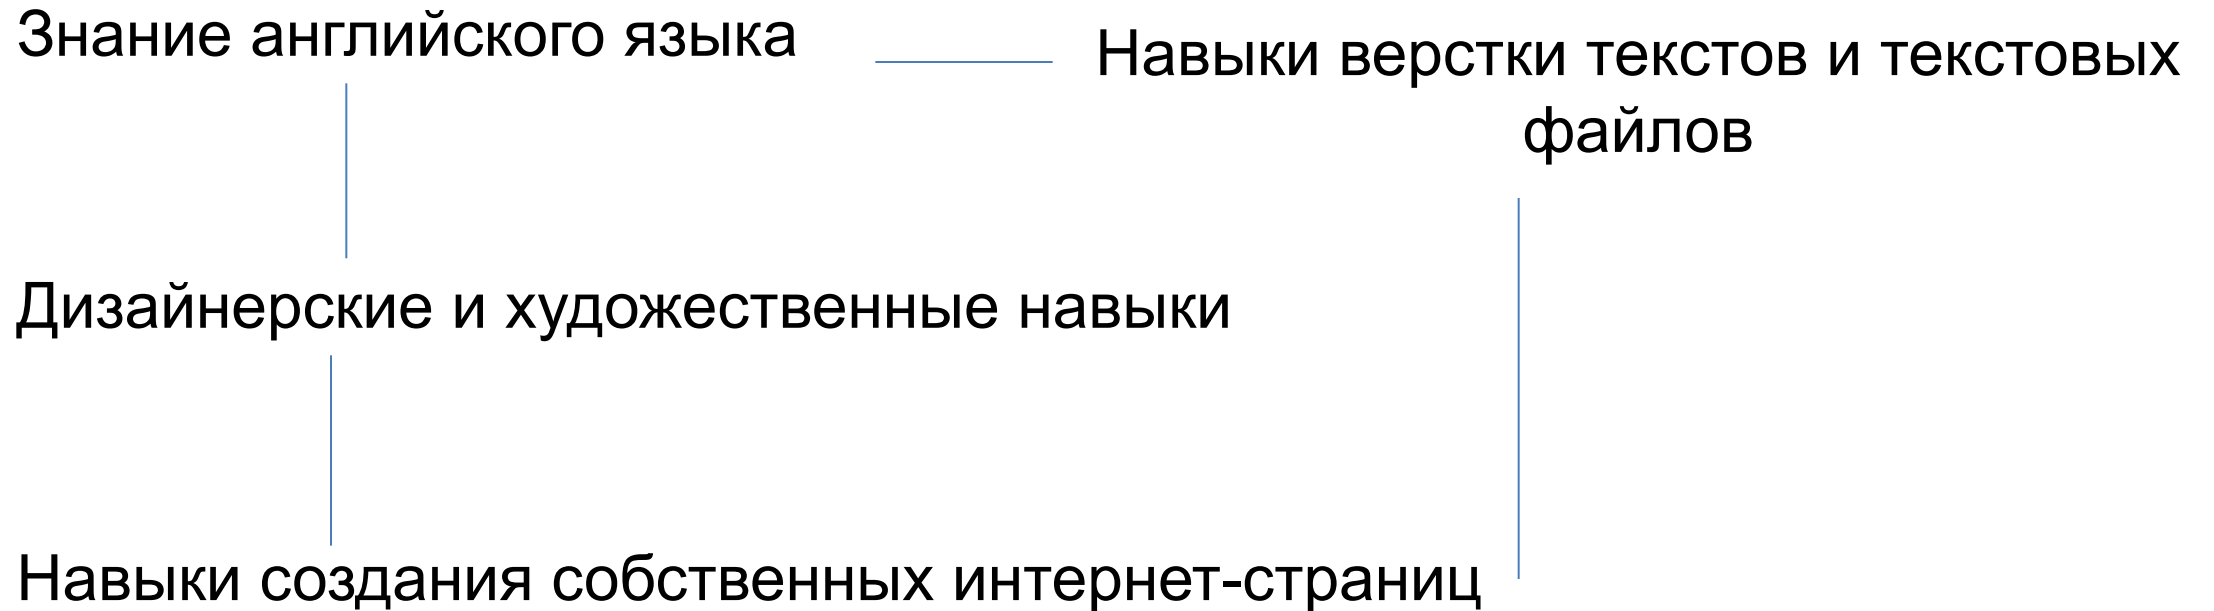 Знание английского языка
Навыки верстки текстов и текстовых
файлов
Дизайнерские и художественные навыки
Навыки создания собственных интернет-страниц